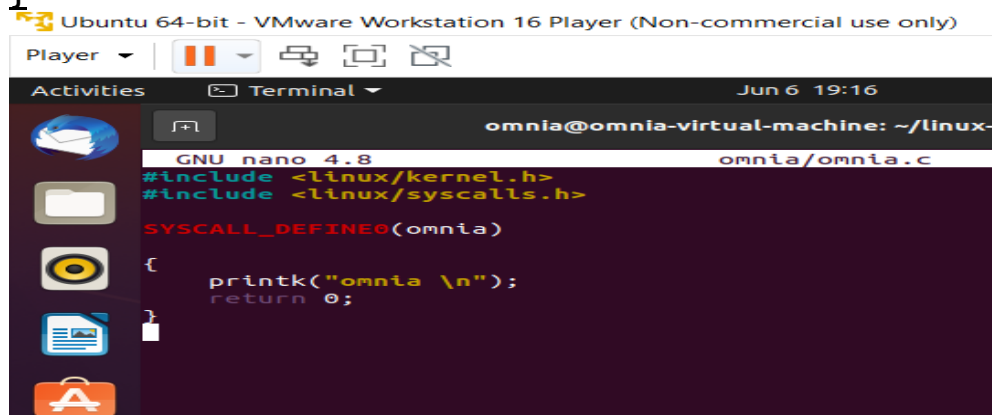 }
Ubuntu 64-bit - VMware Workstation 16 Player (Non-commercial use only)
Player
Activities Terminal Jun 6 19:16
omnia@omnia-virtual-machine: ~/linux-
GNU nano 4.8 omnia/omnia.c
#include <linux/kernel.h>
#include <linux/syscalls.h>
SYSCALL_DEFINE0(omnia)
{
printk("omnia \n");
return 0;
}